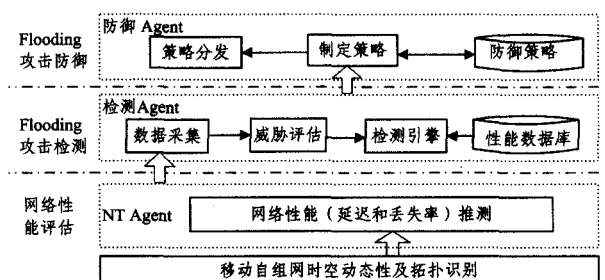 防御 Agent
Flooding
攻击防御
策略分发
制定策略
防御策略
检测Agent
Flooding
攻击检测
数据采集
威胁评估
检测引擎
性能数据库
网络性
能评估
NT Agent
网络性能（延迟和丢失率）推测
移动自组网时空动态性及拓扑识别